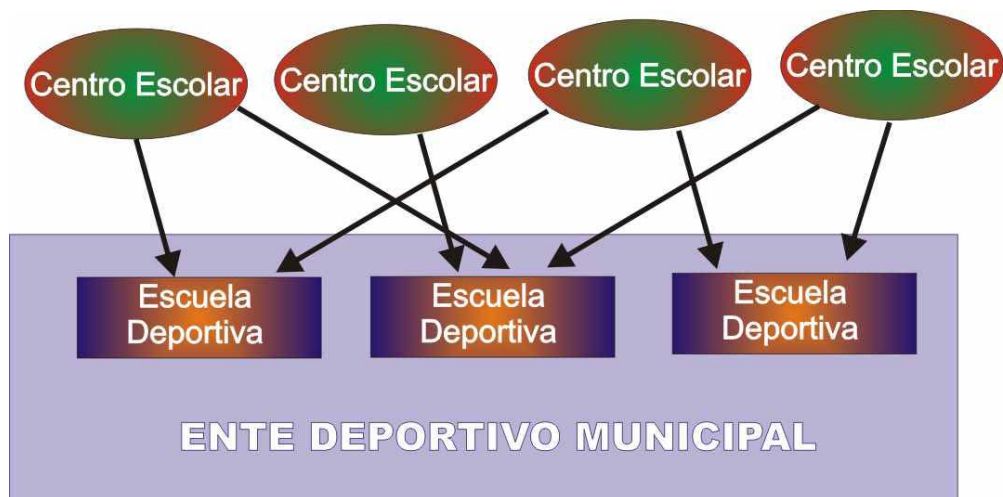 Centro Escolar
Centro Escolar
Centro Escolar
Centro Escolar
Escuela
Deportiva
Escuela
Deportiva
Escuela
Deportiva
ENTE DEPORTIVO MUNICIPAL